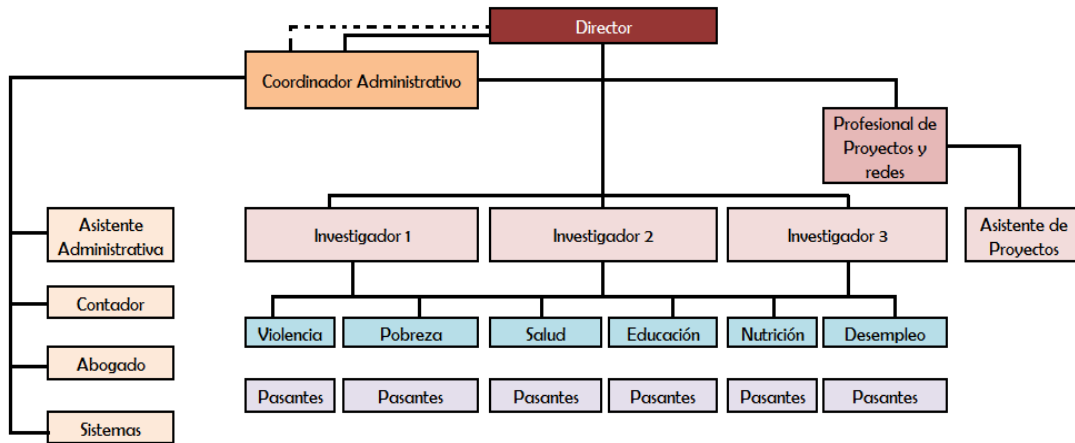 Director
Coordinador Administrativo
Profesional de
Proyectos y
redes
Asistente
Administrativa
Investigador 1
Investigador 2
Investigador 3
Asistente de
Proyectos
Contador
Violencia
Pobreza
Salud
Educación
Nutrición
Desempleo
Abogado
Pasantes
Pasantes
Pasantes
Pasantes
Pasantes
Pasantes
Sistemas